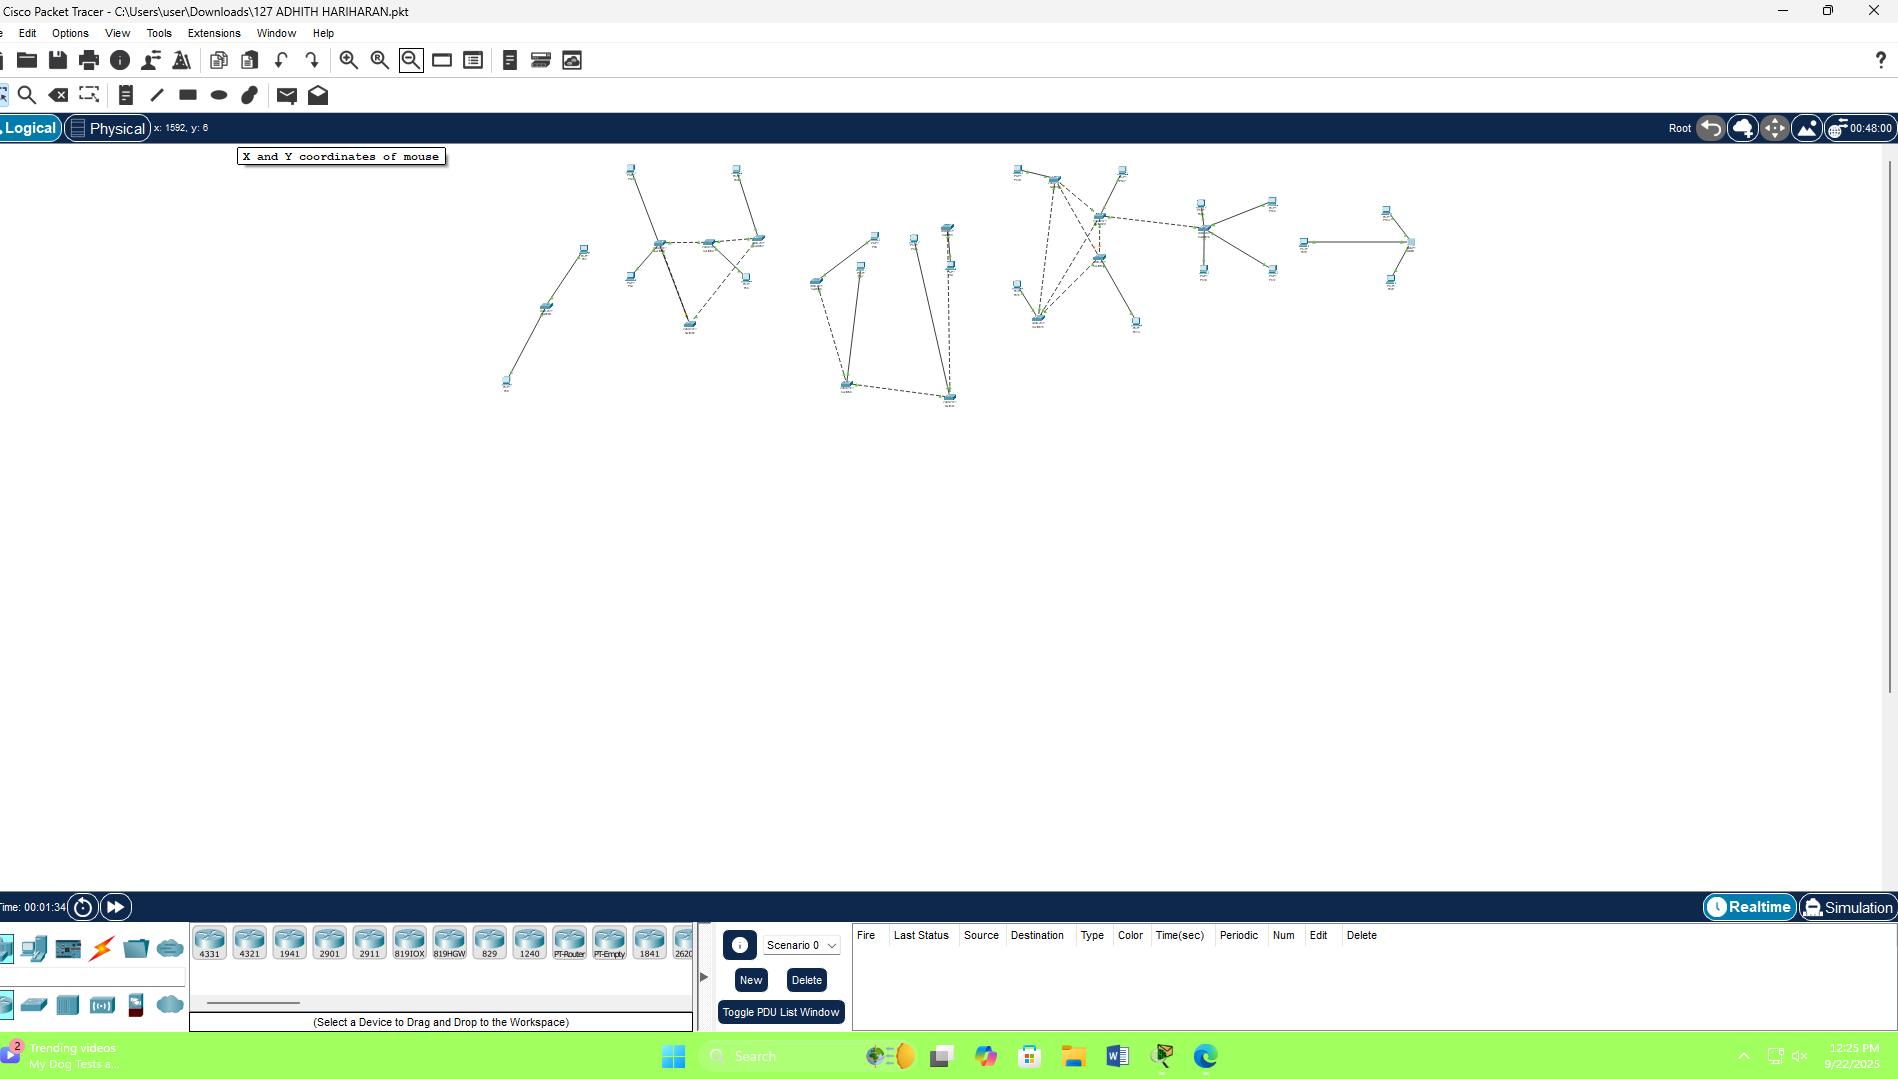 Cisco Packet Tracer - C:\Users\user\Downloads\127 ADHITH HARIHARAN.pkt
Edit Options View Tools Extensions Window Help
Logical Physical x: 1592, y: 6 Root 00:48:00
X and Y coordinates of mouse
Time: 00:01:34 Realtime Simulation
4331 4321 1941 2901 2911 819IOX 819HGW 829 1240 PT-Router PT-Empty 1841 2620
(Select a Device to Drag and Drop to the Workspace)
Scenario 0
New Delete
Toggle PDU List Window
Fire Last Status Source Destination Type Color Time(sec) Periodic Num Edit Delete
2 Trending videos
My Dog Tests a...
Search
12:25 PM
9/22/2025